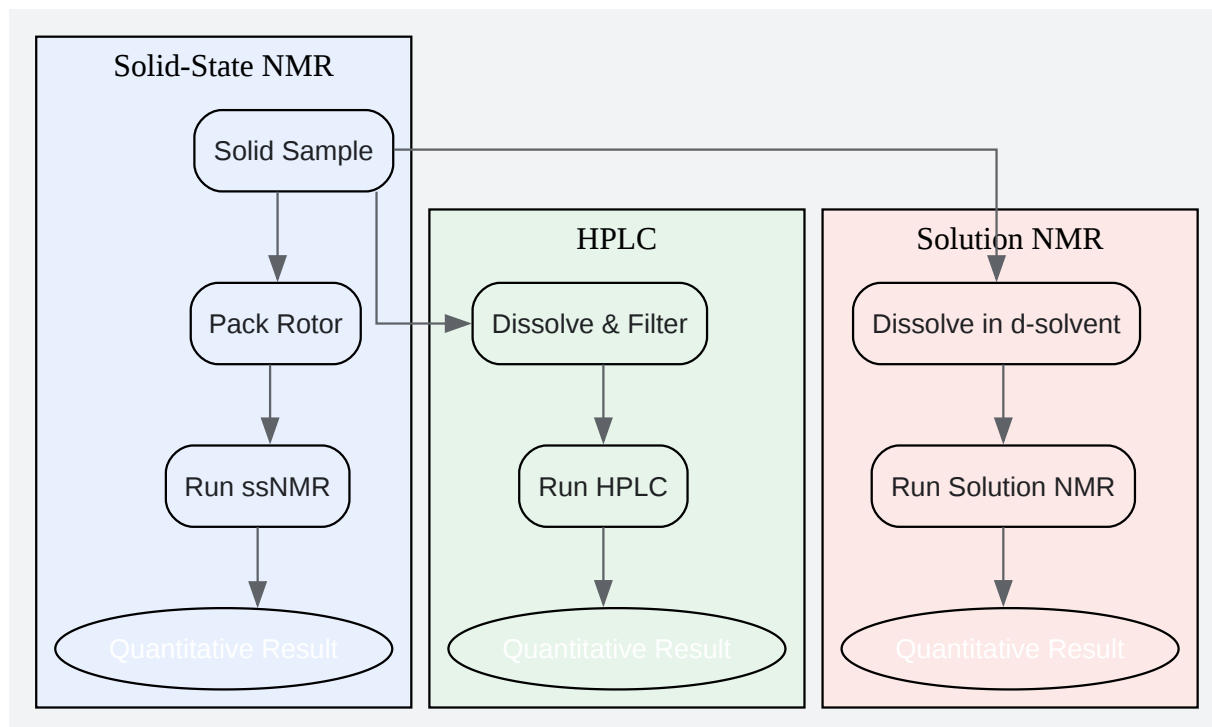 Solid-State NMR
Solid Sample
Pack Rotor
Run ssNMR
Quantitative Result
HPLC
Dissolve & Filter
Run HPLC
Quantitative Result
Solution NMR
Dissolve in d-solvent
Run Solution NMR
Quantitative Result